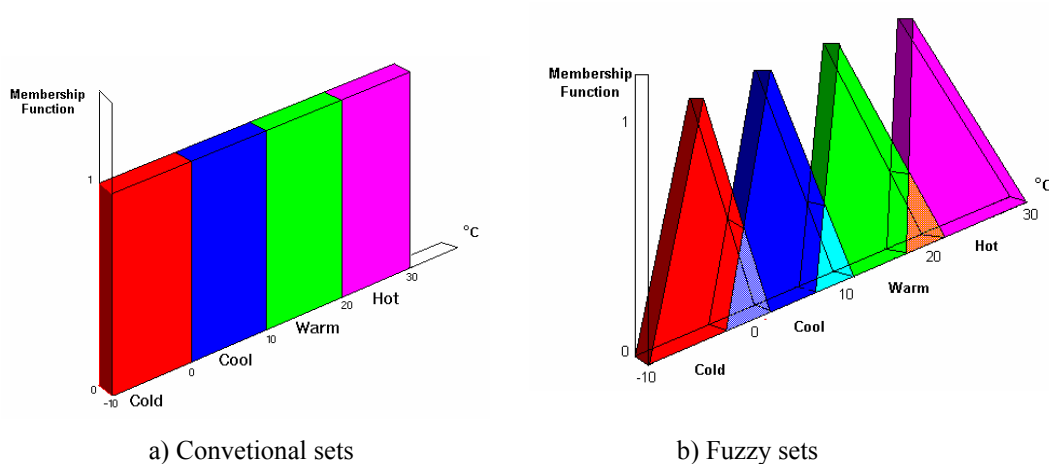 Membership
Function
1
0
-10
Cold
0
Cool
10
Warm
20
Hot
30
°C
a) Convetional sets
Membership
Function
1
0
-10
Cold
0
Cool
10
Warm
20
Hot
30
°C
b) Fuzzy sets